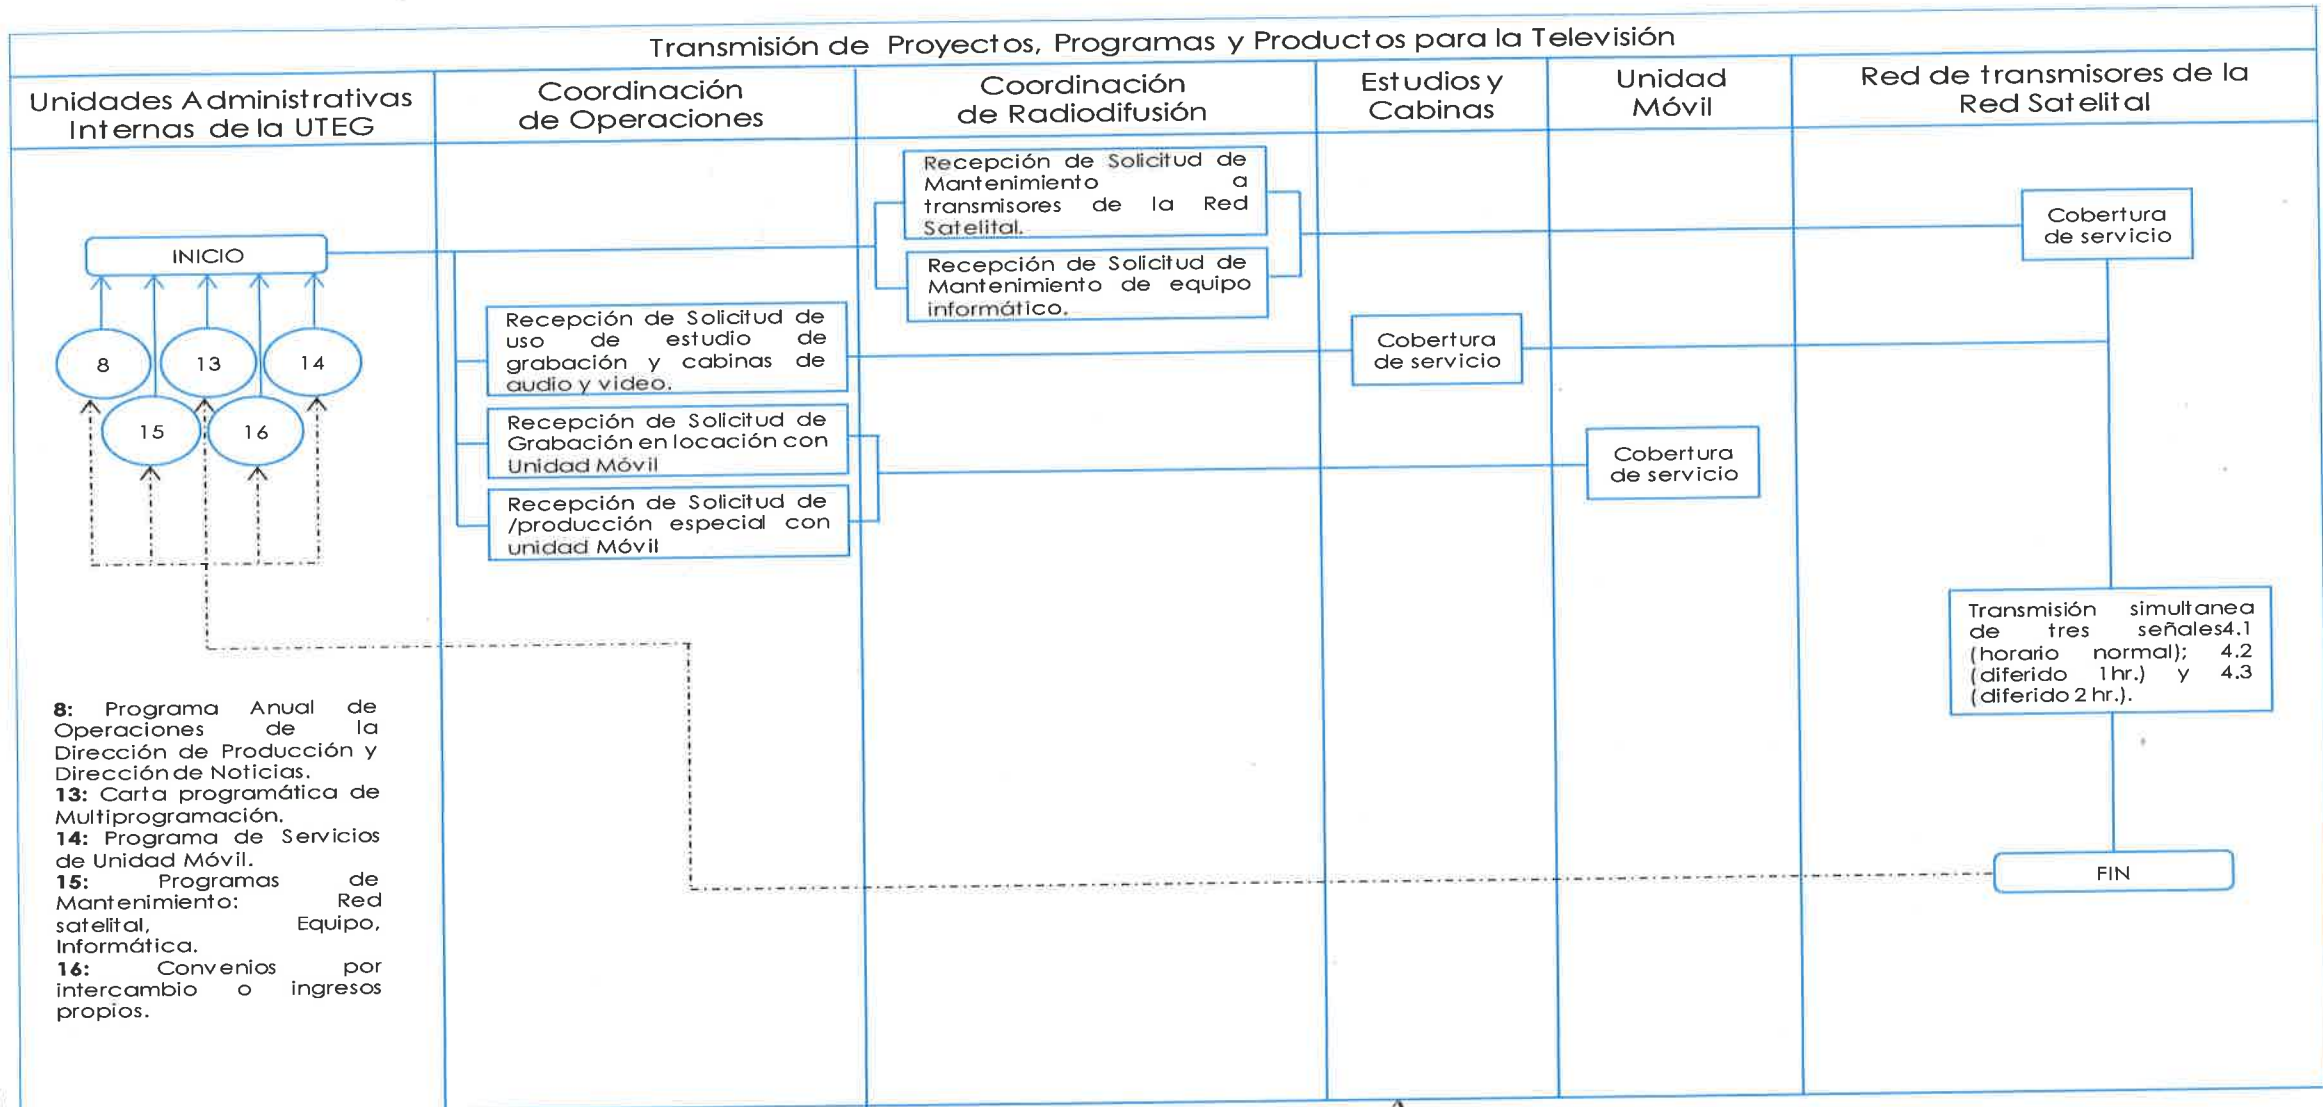 Transmisión de Proyectos, Programas y Productos para la Televisión
Unidades Administrativas
Internas de la UTEG
Coordinación
de Operaciones
Coordinación
de Radiodifusión
Estudios y
Cabinas
Unidad
Móvil
Red de transmisores de la
Red Satelital
INICIO
8
13
14
15
16
8: Programa Anual de
Operaciones de la
Dirección de Producción y
Dirección de Noticias.
13: Carta programática de
Multiprogramación.
14: Programa de Servicios
de Unidad Móvil.
15: Programas de
Mantenimiento: Red
satelital, Equipo,
Informática.
16: Convenios por
intercambio o ingresos
propios.
Recepción de Solicitud de
uso de estudio de
grabación y cabinas de
audio y video.
Recepción de Solicitud de
Grabación en locación con
Unidad Móvil
Recepción de Solicitud de
/producción especial con
unidad Móvil
Recepción de Solicitud de
Mantenimiento a
transmisores de la Red
Satelital.
Recepción de Solicitud de
Mantenimiento de equipo
informático.
Cobertura
de servicio
Cobertura
de servicio
Cobertura
de servicio
Transmisión simultanea
de tres señales4.1
(horario normal); 4.2
(diferido 1hr.) y 4.3
(diferido 2 hr.).
FIN